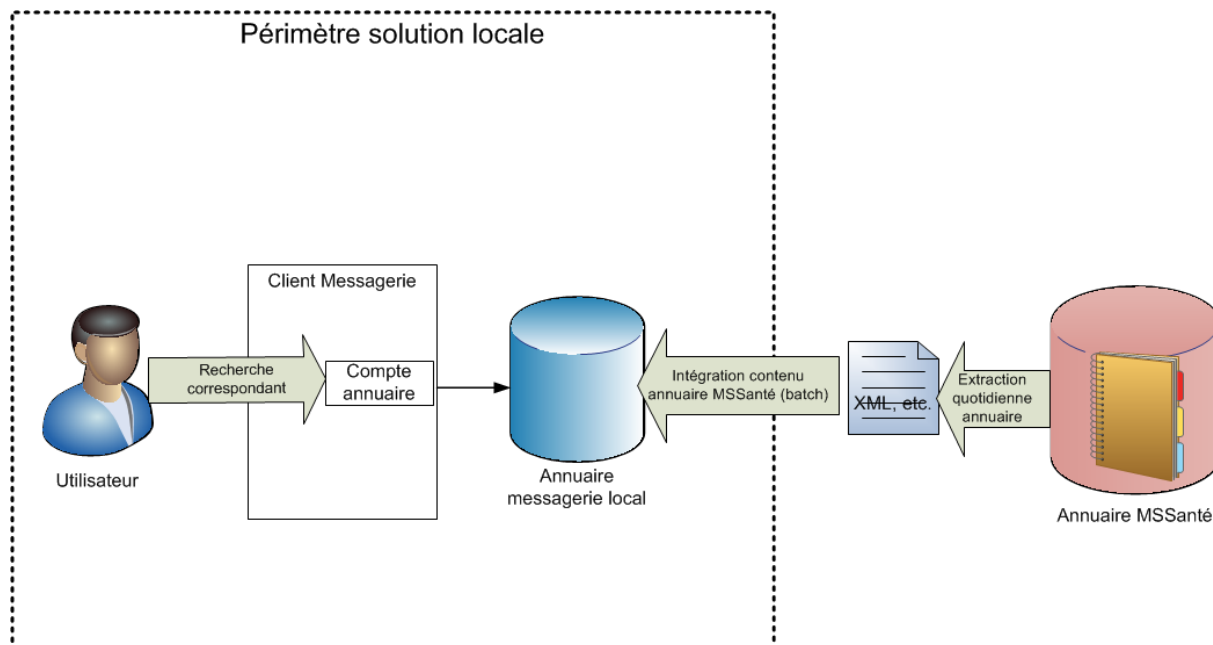 Périmètre solution locale
Client Messagerie
Recherche
correspondant
Compte
annuaire
Intégration contenu
annuaire MSSanté (batch)
XML, etc.
Extraction
quotidienne
annuaire
Utilisateur
Annuaire
messagerie local
Annuaire MSSanté